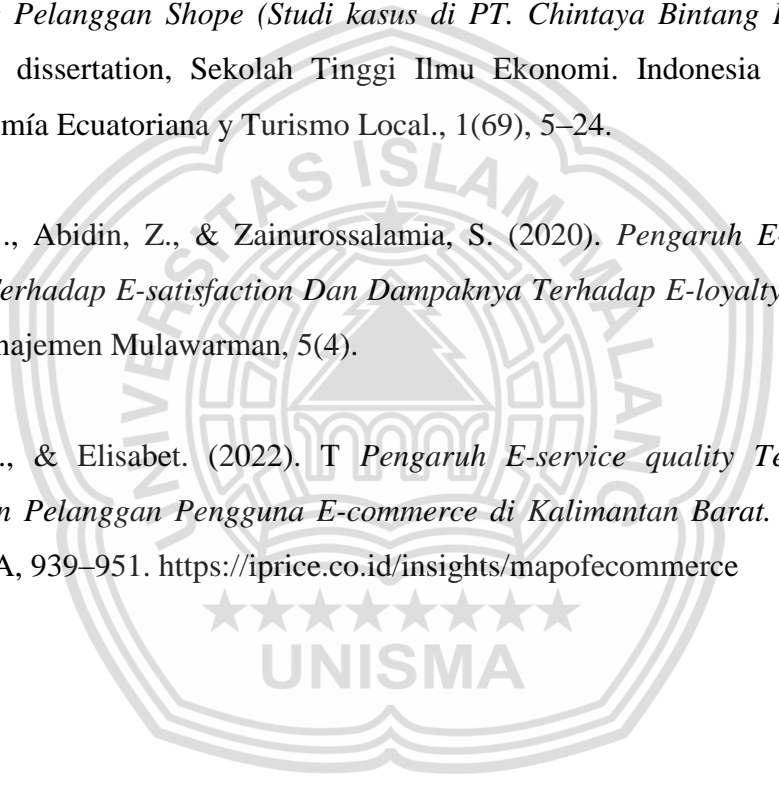 Pelanggan Shope (Studi kasus di PT. Chintaya Bintang
dissertation, Sekolah Tinggi Ilmu Ekonomi. Indonesia
mía Ecuatoriana y Turismo Local., 1(69), 5–24.
., Abidin, Z., & Zainurossalamia, S. (2020). Pengaruh E-
erhadap E-satisfaction Dan Dampaknya Terhadap E-loyalty
najemen Mulawarman, 5(4).
., & Elisabet. (2022). T Pengaruh E-service quality Te
n Pelanggan Pengguna E-commerce di Kalimantan Barat.
A, 939–951. https://iprice.co.id/insights/mapofecommerce
UNIVERSITAS ISLAM MALANG
UNISMA